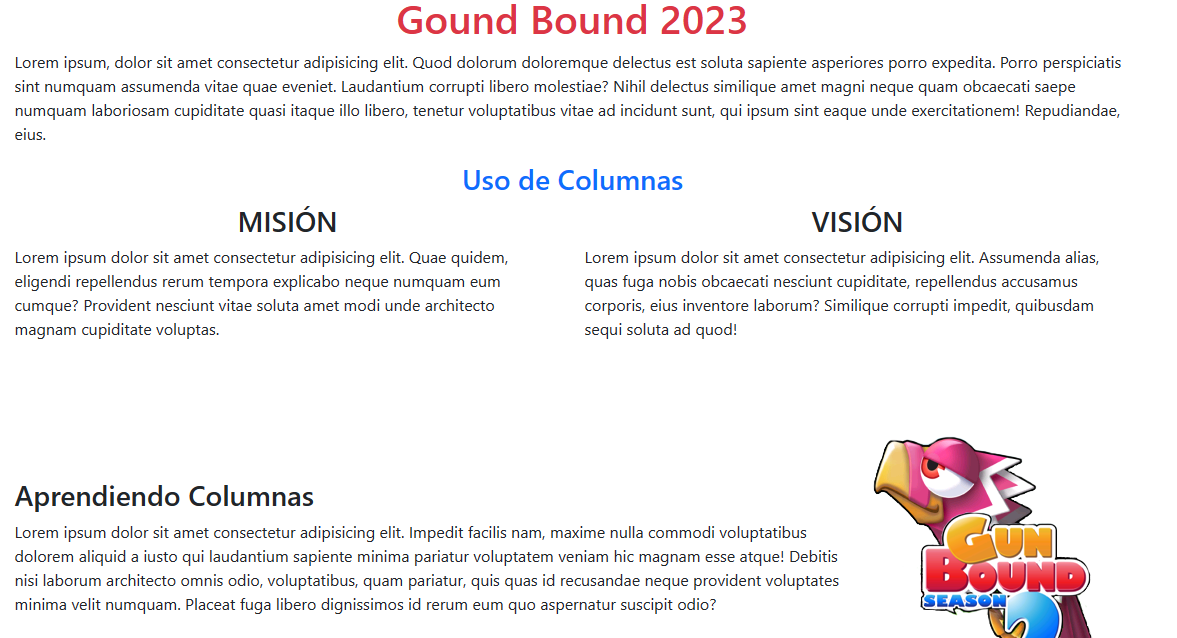 Gound Bound 2023
Lorem ipsum, dolor sit amet consectetur adipisicing elit. Quod dolorum doloremque delectus est soluta sapiente asperiores porro expedita. Porro perspiciatis
sint numquam assumenda vitae quae eveniet. Laudantium corrupti libero molestiae? Nihil delectus similique amet magni neque quam obcaecati saepe
numquam laboriosam cupiditate quasi itaque illo libero, tenetur voluptatibus vitae ad incidunt sunt, qui ipsum sint eaque unde exercitationem! Repudiandae,
eius.
Uso de Columnas
MISIÓN
Lorem ipsum dolor sit amet consectetur adipisicing elit. Quae quidem,
eligendi repellendus rerum tempora explicabo neque numquam eum
cumque? Provident nesciunt vitae soluta amet modi unde architecto
magnam cupiditate voluptas.
VISIÓN
Lorem ipsum dolor sit amet consectetur adipisicing elit. Assumenda alias,
quas fuga nobis obcaecati nesciunt cupiditate, repellendus accusamus
corporis, eius inventore laborum? Similique corrupti impedit, quibusdam
sequi soluta ad quod!
Aprendiendo Columnas
Lorem ipsum dolor sit amet consectetur adipisicing elit. Impedit facilis nam, maxime nulla commodi voluptatibus
dolorem aliquid a iusto qui laudantium sapiente minima pariatur voluptatem veniam hic magnam esse atque! Debitis
nisi laborum architecto omnis odio, voluptatibus, quam pariatur, quis quas id recusandae neque provident voluptates
minima velit numquam. Placeat fuga libero dignissimos id rerum eum quo aspernatur suscipit odio?
GUN
BOUND
SEASON